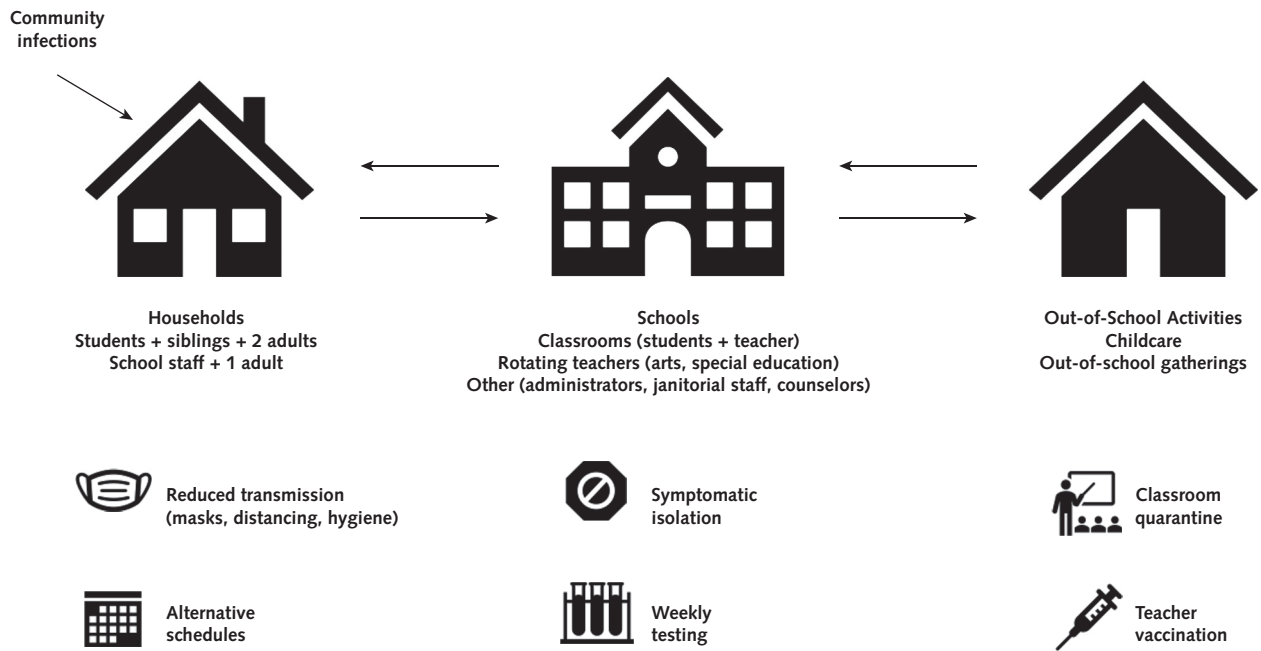 Community
infections
Households
Students + siblings + 2 adults
School staff + 1 adult
Schools
Classrooms (students + teacher)
Rotating teachers (arts, special education)
Other (administrators, janitorial staff, counselors)
Out-of-School Activities
Childcare
Out-of-school gatherings
Reduced transmission
(masks, distancing, hygiene)
Symptomatic
isolation
Classroom
quarantine
Alternative
schedules
Weekly
testing
Teacher
vaccination